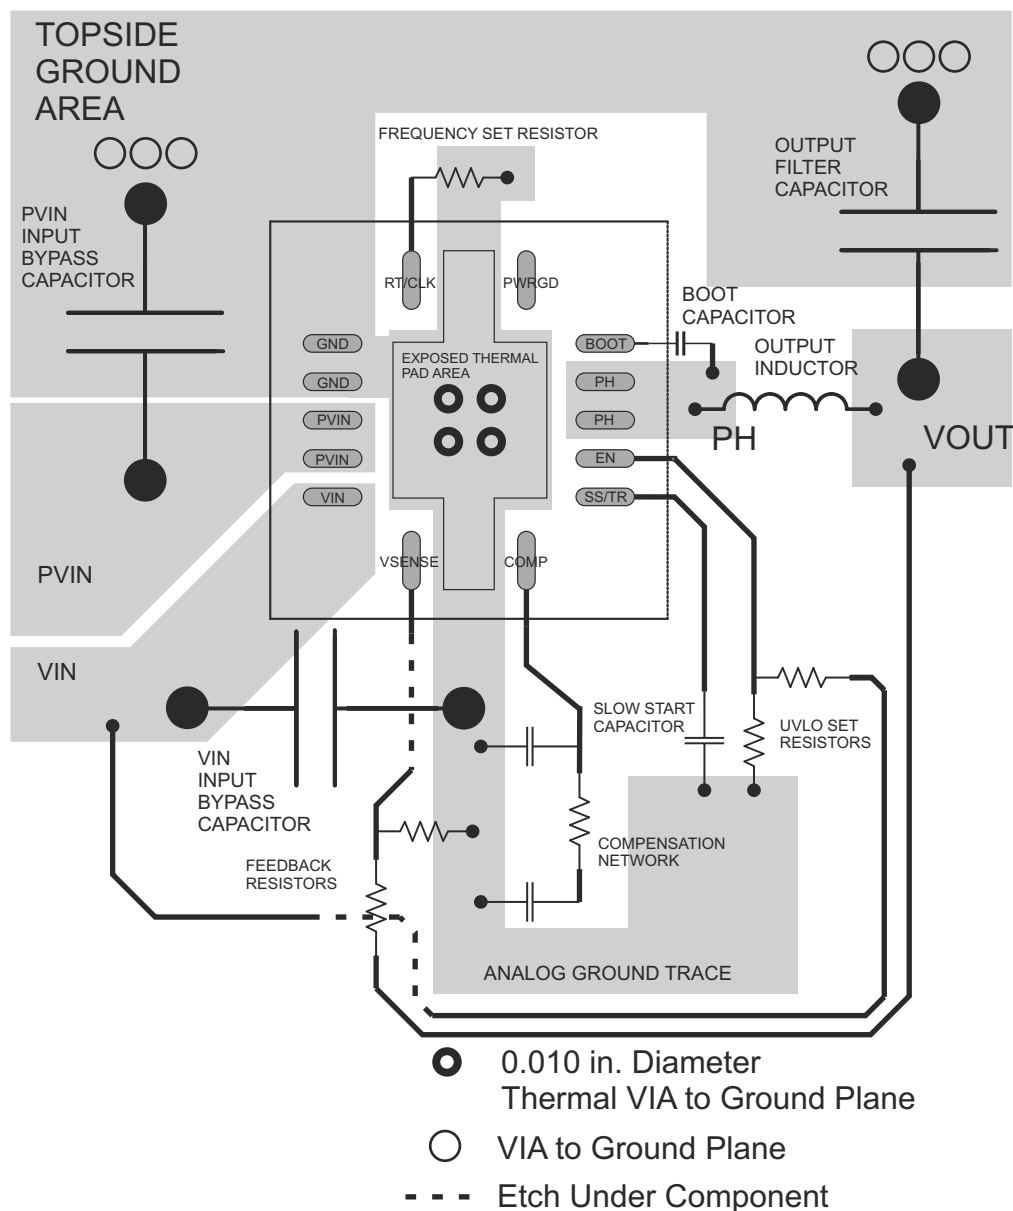 TOPSIDE
GROUND
AREA
FREQUENCY SET RESISTOR
OUTPUT
FILTER
CAPACITOR
PVIN
INPUT
BYPASS
CAPACITOR
RT/CLK
PWRGD
BOOT
CAPACITOR
GND
BOOT
OUTPUT
INDUCTOR
EXPOSED THERMAL
PAD AREA
GND
PH
PVIN
PH
PH
VOUT
PVIN
EN
VIN
SS/TR
VSENSE
COMP
PVIN
VIN
SLOW START
CAPACITOR
UVLO SET
RESISTORS
VIN
INPUT
BYPASS
CAPACITOR
COMPENSATION
NETWORK
FEEDBACK
RESISTORS
ANALOG GROUND TRACE
0.010 in. Diameter
Thermal VIA to Ground Plane
VIA to Ground Plane
Etch Under Component